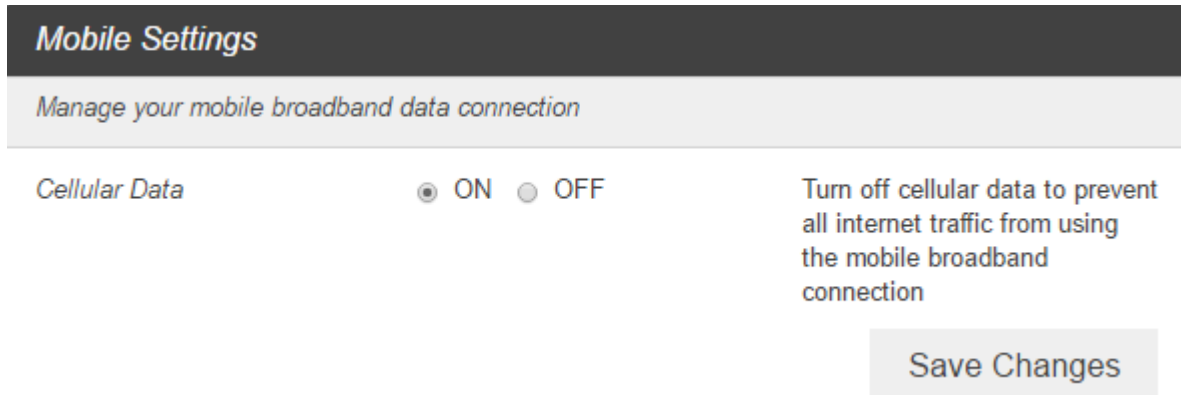 Mobile Settings
Manage your mobile broadband data connection
Cellular Data ON OFF
Turn off cellular data to prevent
all internet traffic from using
the mobile broadband
connection
Save Changes